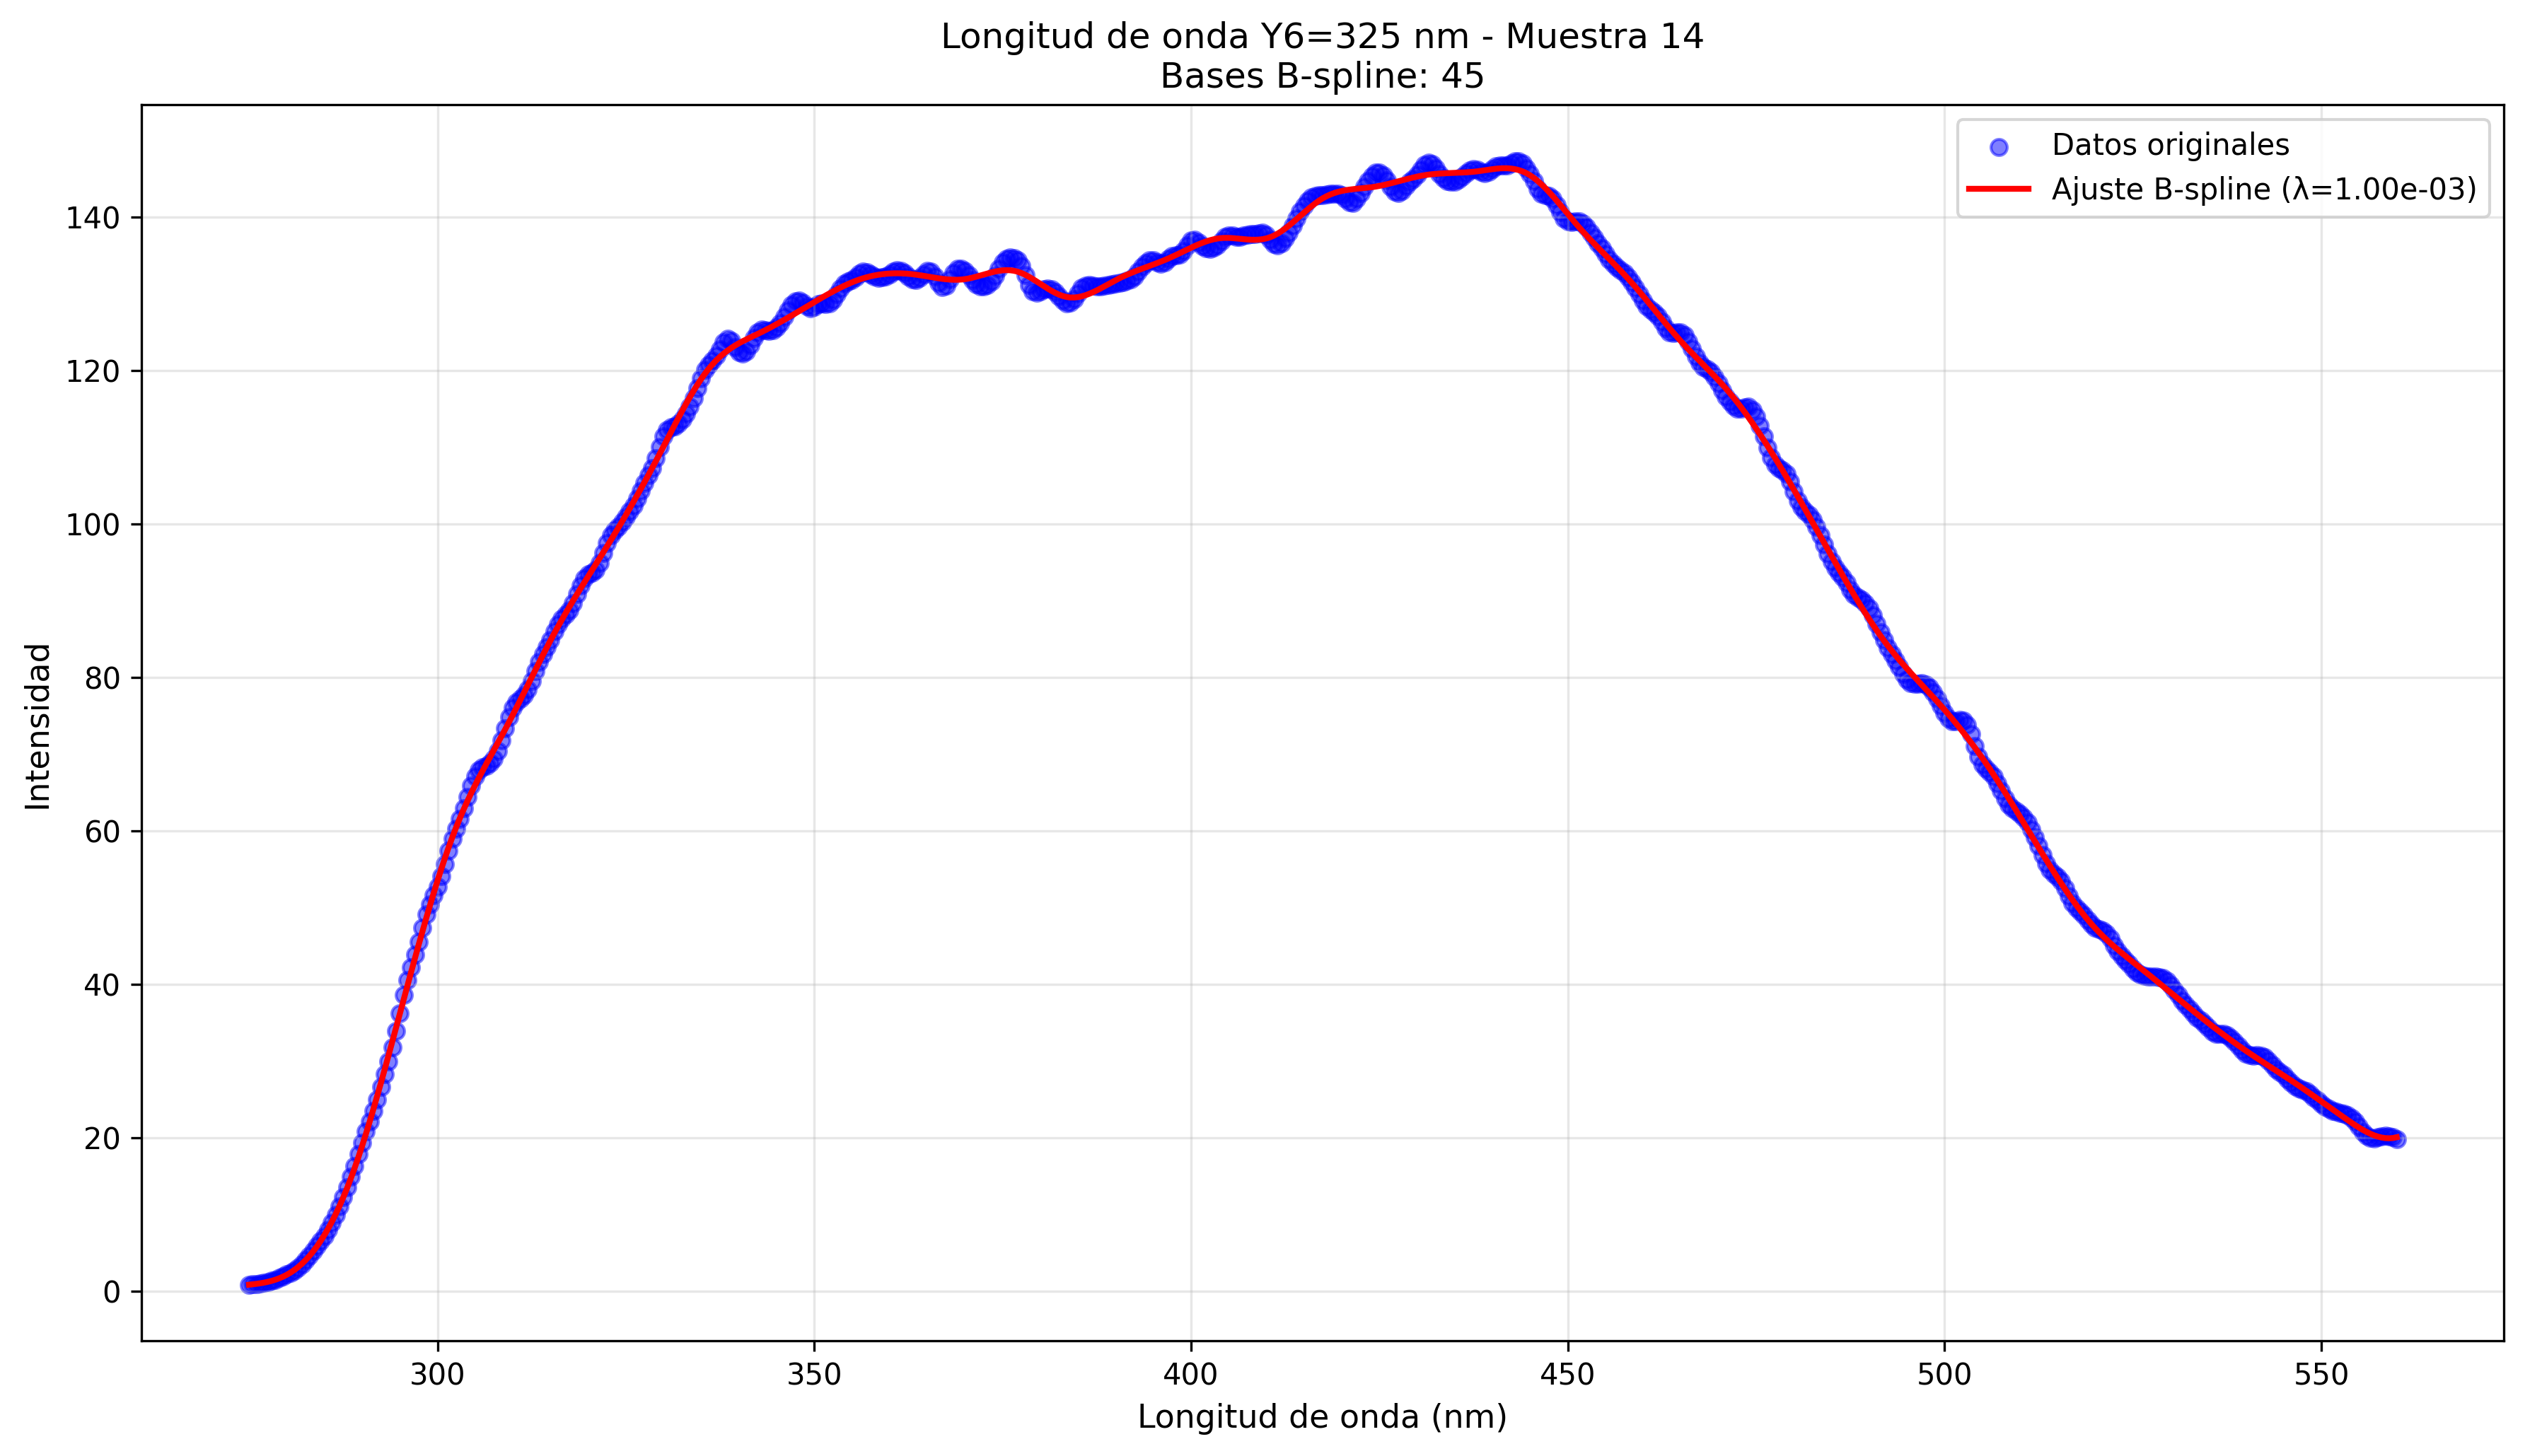 Longitud de onda Y6=325 nm - Muestra 14
Bases B-spline: 45
Datos originales
Ajuste B-spline (λ=1.00e-03)
Intensidad
140
120
100
80
60
40
20
0
300 350 400 450 500 550
Longitud de onda (nm)